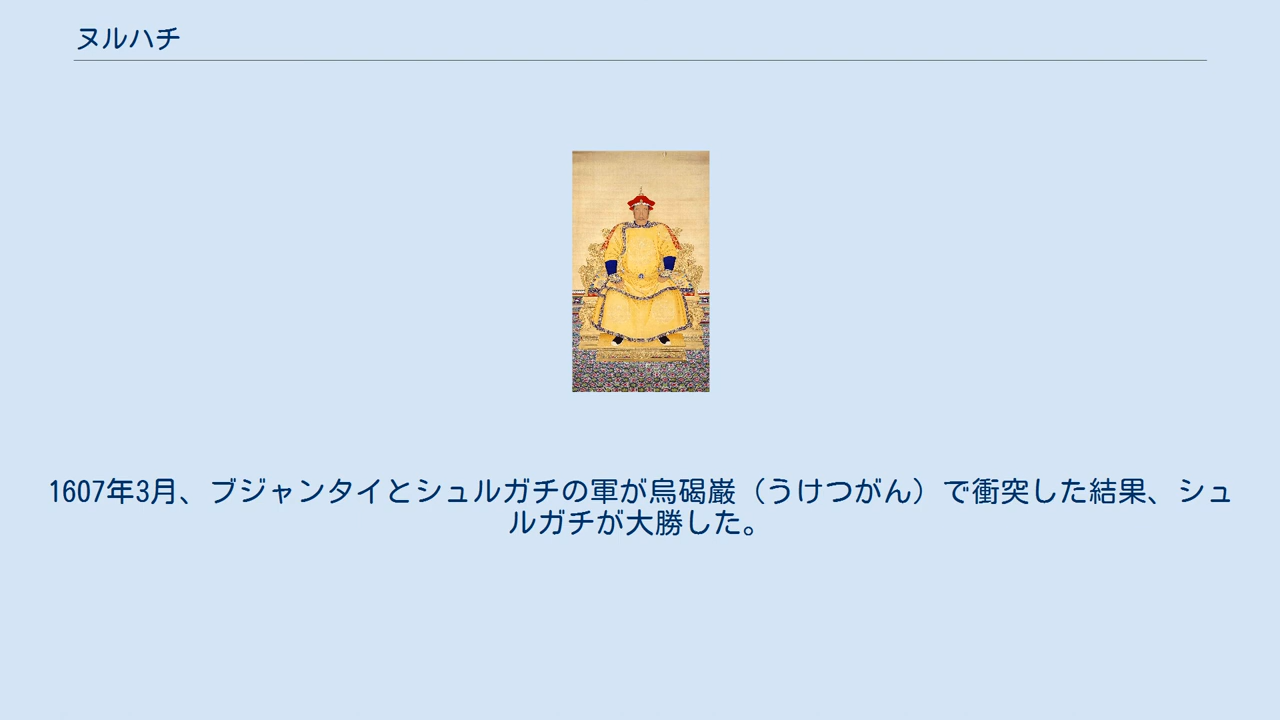 ヌルハチ
1607年3月、ブジャンタイとシュルガチの軍が烏碣巌（うけつがん）で衝突した結果、シュ
ルガチが大勝した。